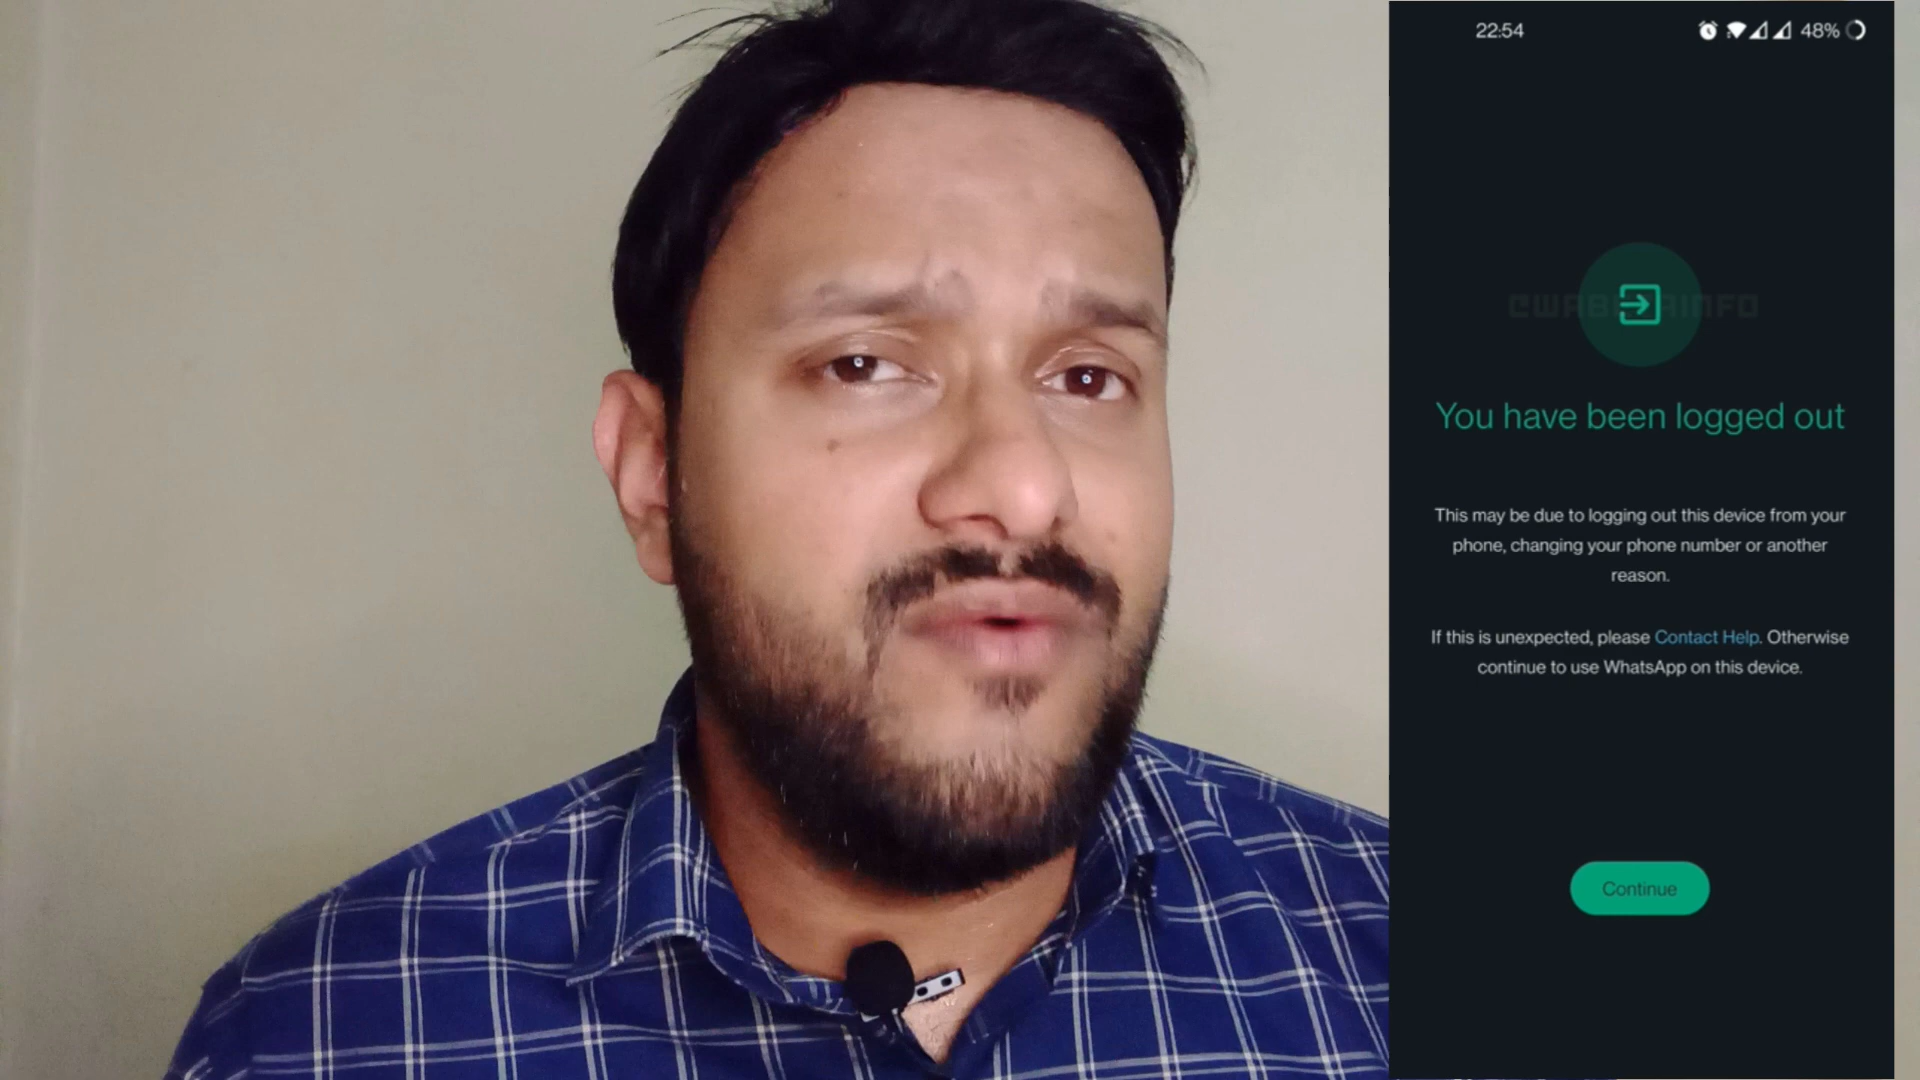 22:54
48%
You have been logged out
This may be due to logging out this device from your
phone, changing your phone number or another
reason.
If this is unexpected, please Contact Help. Otherwise
continue to use WhatsApp on this device.
Continue